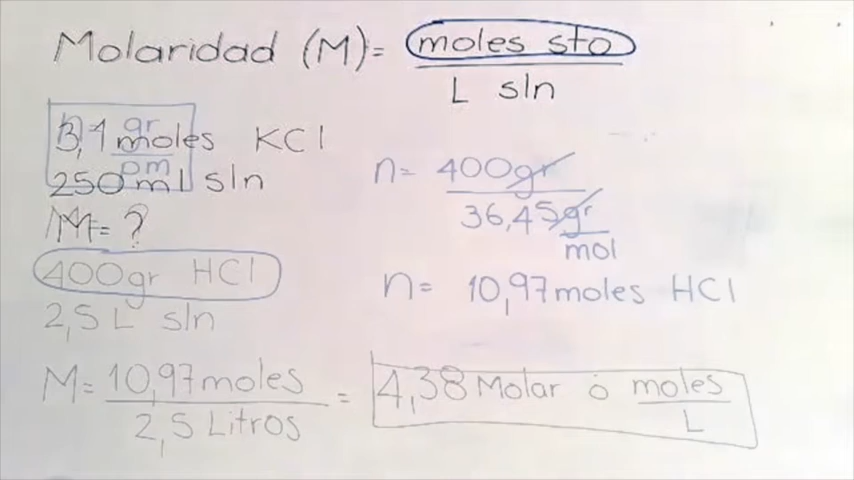 Molaridad (M)= moles sto
L sln
3,1 moles KCl
250 ml sln
M= ?
400gr HCl
2,5 L sln
n= 400gr
36,45 gr
mol
n= 10,97 moles HCl
M= 10,97 moles = 4,38 Molar ó moles
2,5 Litros L